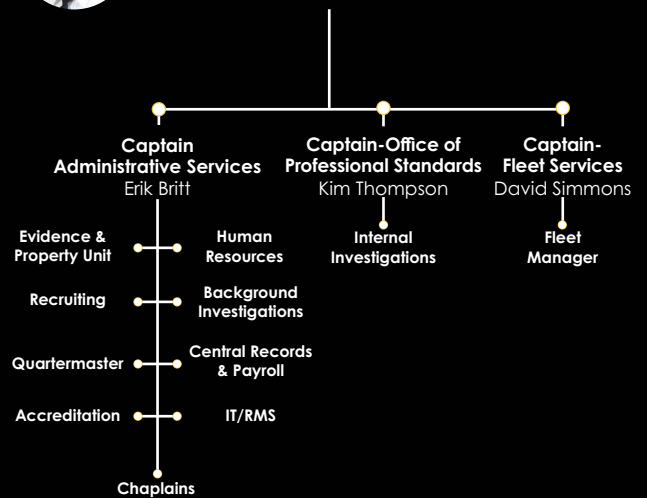 Captain
Administrative Services
Erik Britt
Captain-Office of
Professional Standards
Kim Thompson
Captain-
Fleet Services
David Simmons
Evidence &
Property Unit
Human
Resources
Internal
Investigations
Fleet
Manager
Recruiting
Background
Investigations
Quartermaster
Central Records
& Payroll
Accreditation
IT/RMS
Chaplains